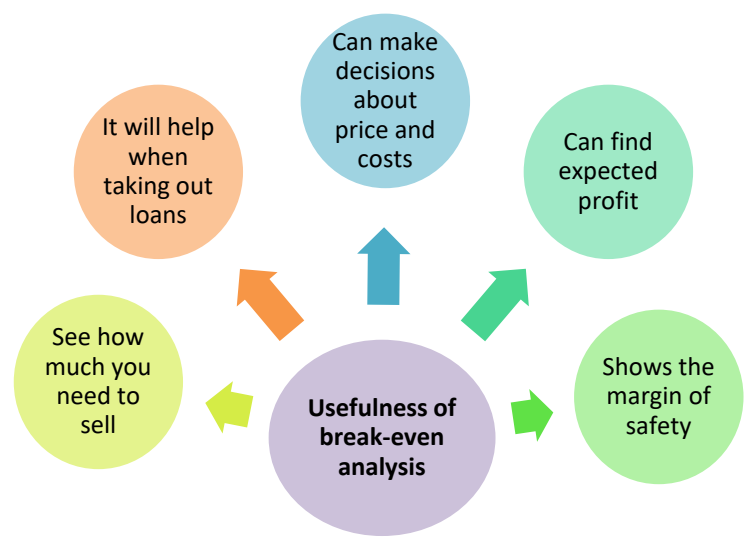 Can make
decisions
about
price and
costs
It will help
when
taking out
loans
Can find
expected
profit
See how
much you
need to
sell
Shows the
margin of
safety
Usefulness of
break-even
analysis